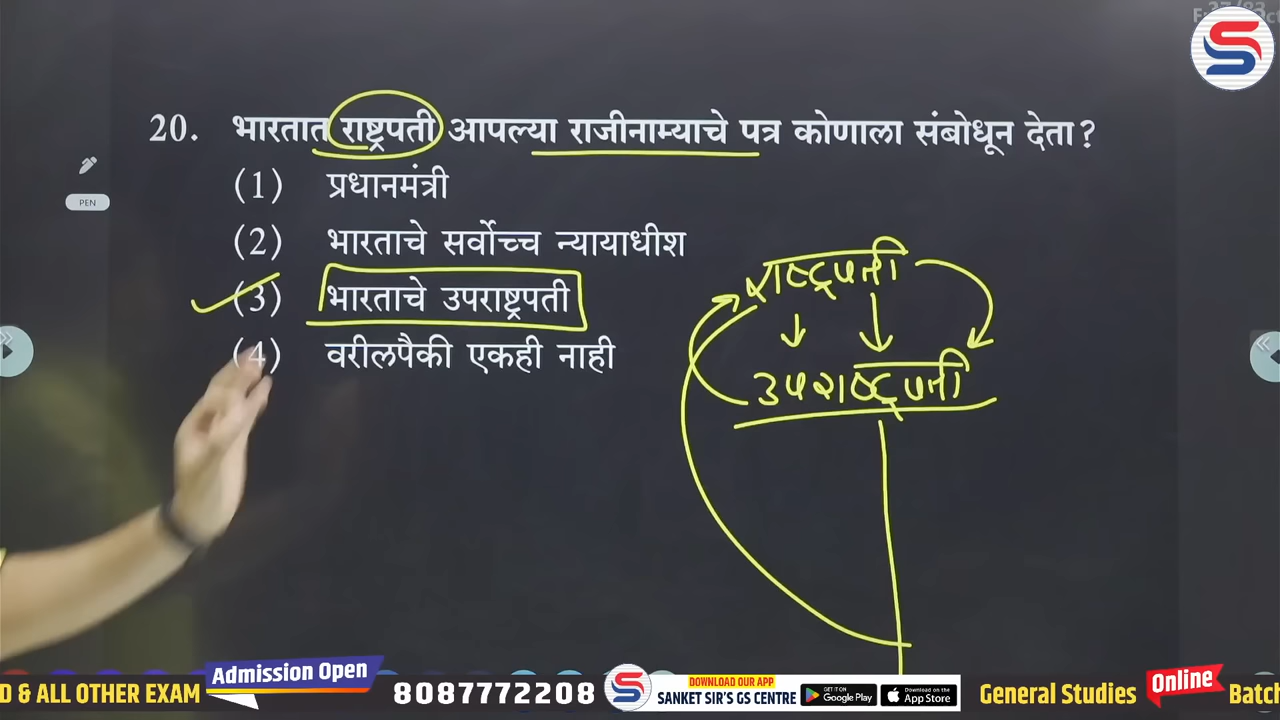 20. भारतात राष्ट्रपती आपल्या राजीनाम्याचे पत्र कोणाला संबोधून देता?
(1) प्रधानमंत्री
(2) भारताचे सर्वोच्च न्यायाधीश
(3) भारताचे उपराष्ट्रपती
(4) वरीलपैकी एकही नाही
राष्ट्रपती
उपराष्ट्रपती
PEN
D & ALL OTHER EXAM
Admission Open
8087772208
DOWNLOAD OUR APP
SANKET SIR'S GS CENTRE
GET IT ON Google Play
Download on the App Store
General Studies
Online
Batc